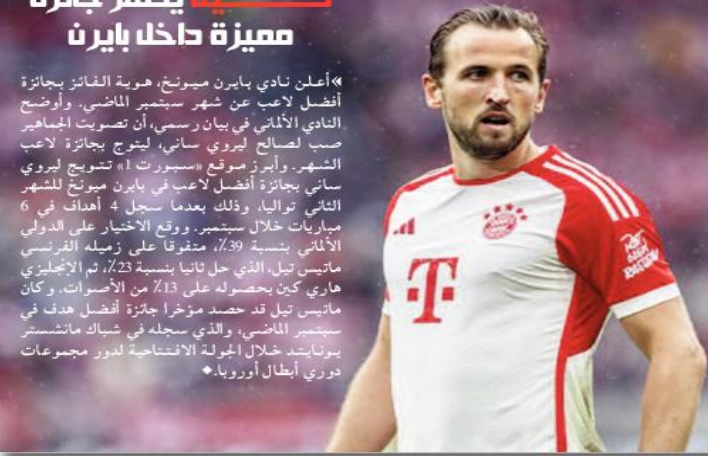 يخسر جائزة
مميزة داخل بايرن
»أعلن نادي بايرن ميونخ، هوية الفائز بجائزة
أفضل لاعب عن شهر سبتمبر الماضي. وأوضح
النادي الألماني في بيان رسمي، أن تصويت الجماهير
صب لصالح ليروي ساني، ليتوج بجائزة لاعب
الشهر. وأبرز موقع «سبورت 1» تتويج ليروي
ساني بجائزة أفضل لاعب في بايرن ميونخ للشهر
الثاني تواليا، وذلك بعدما سجل 4 أهداف في 6
مباريات خلال سبتمبر. ووقع الاختيار على الدولي
الألماني بنسبة 39٪، متفوقا على زميله الفرنسي
ماتيس تيل، الذي حل ثانيا بنسبة 23٪، ثم الإنجليزي
هاري كين بحصوله على 13٪ من الأصوات. وكان
ماتيس تيل قد حصد مؤخرا جائزة أفضل هدف في
سبتمبر الماضي، والذي سجله في شباك مانشستر
يونايتد خلال الجولة الافتتاحية لدور مجموعات
دوري أبطال أوروبا.◆
T